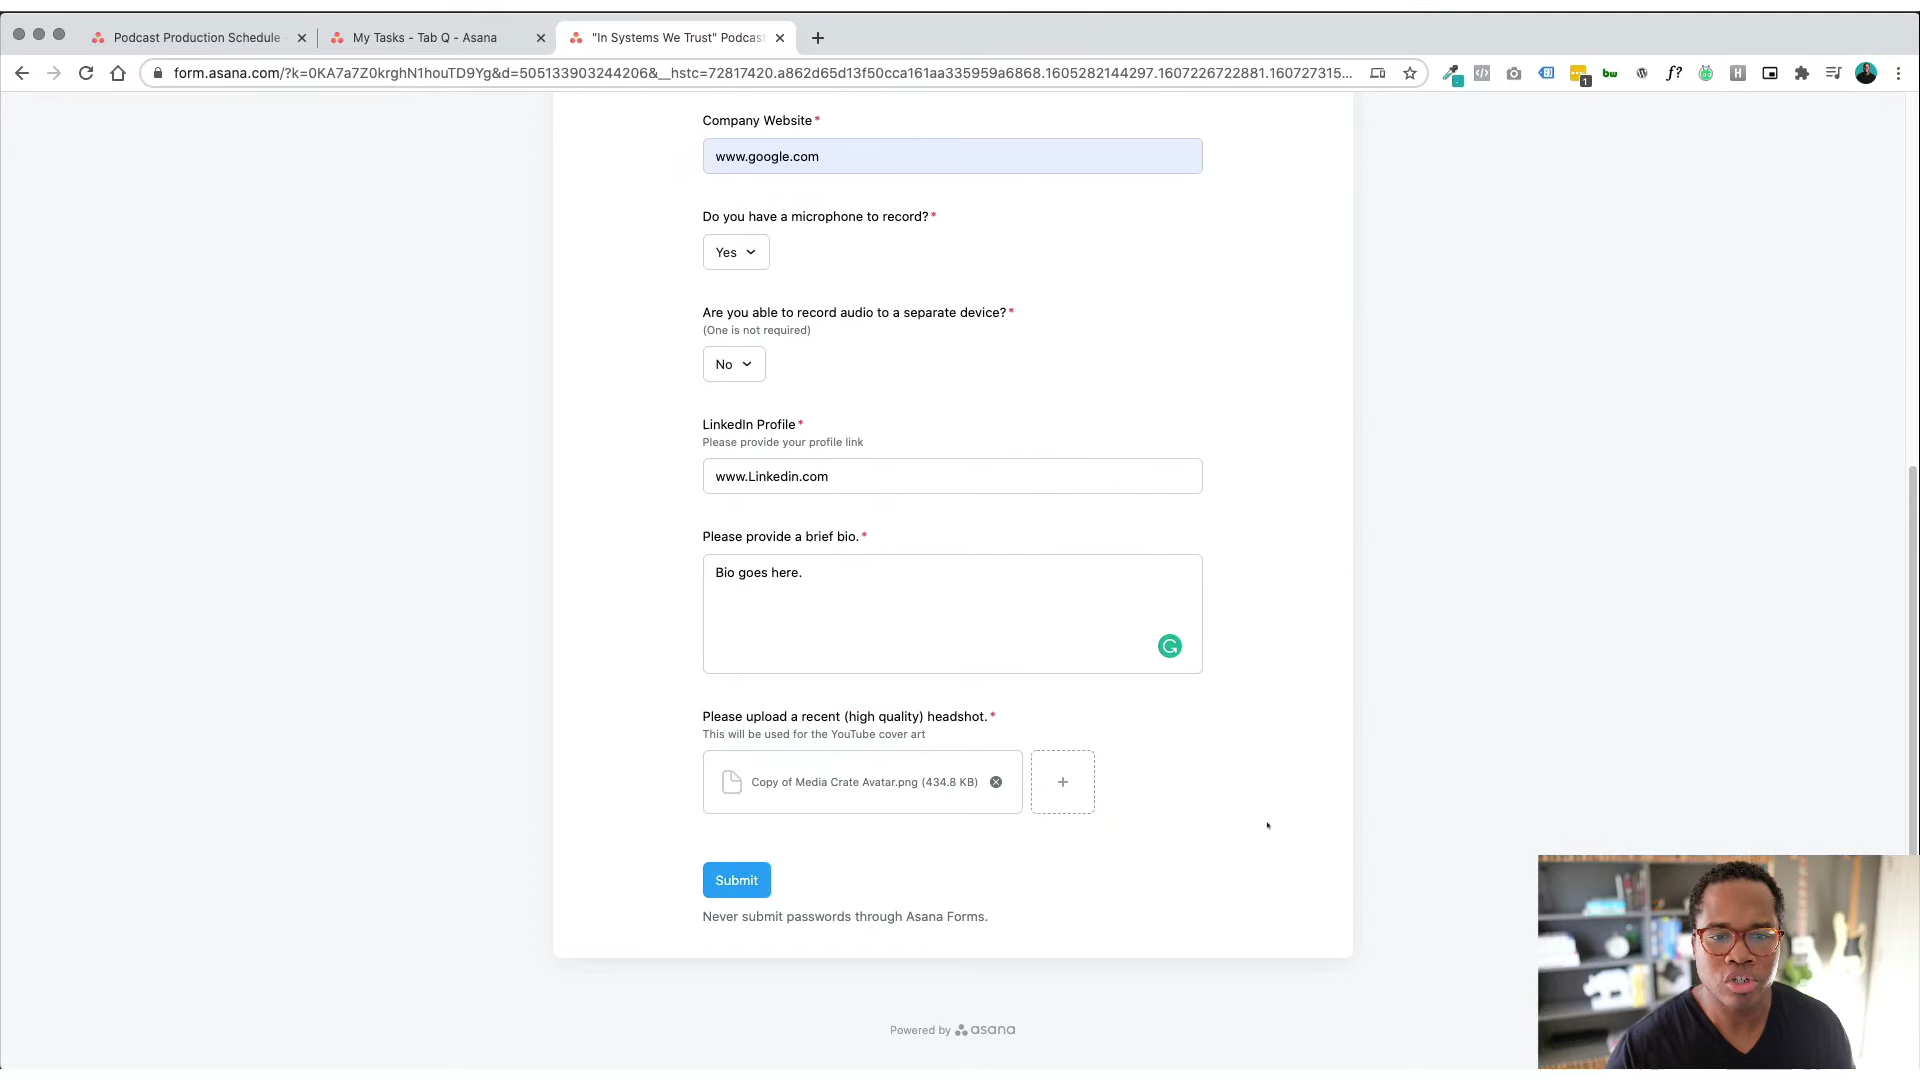 Podcast Production Schedule
My Tasks - Tab Q - Asana
"In Systems We Trust" Podcas
form.asana.com/?k=0KA7a7Z0krghN1houTD9Yg&d=505133903244206&__hstc=72817420.a862d65d13f50cca161aa335959a6868.1605282144297.1607226722881.160727315...
1
bw
f?
H
Company Website*
www.google.com
Do you have a microphone to record?*
Yes
Are you able to record audio to a separate device?*
(One is not required)
No
LinkedIn Profile*
Please provide your profile link
www.Linkedin.com
Please provide a brief bio.*
Bio goes here.
Please upload a recent (high quality) headshot.*
This will be used for the YouTube cover art
Copy of Media Crate Avatar.png (434.8 KB)
+
Submit
Never submit passwords through Asana Forms.
Powered by asana